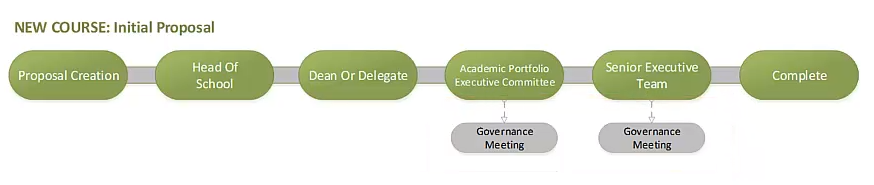 NEW COURSE: Initial Proposal
Proposal Creation
Head Of
School
Dean Or Delegate
Academic Portfolio
Executive Committee
Senior Executive
Team
Complete
Governance
Meeting
Governance
Meeting